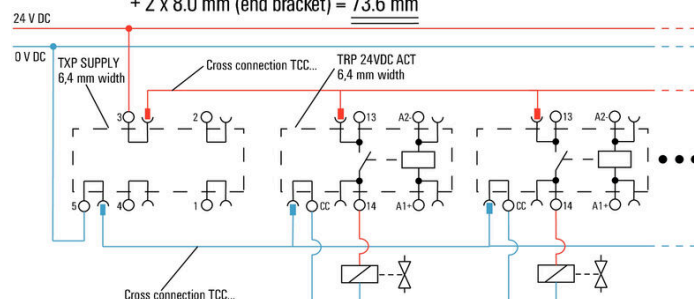 + 2 x 8.0 mm (end bracket) = 73.6 mm
24 V DC
0 V DC
TXP SUPPLY
6,4 mm width
Cross connection TCC...
TRP 24VDC ACT
6,4 mm width
3 2 13 A2- 13 A2-
5 4 1 CC 14 A1+ CC 14 A1+
Cross connection TCC...